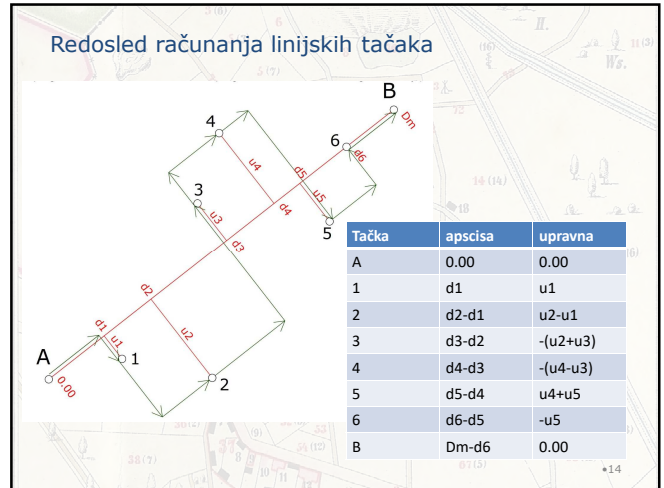 Redosled računanja linijskih tačaka
B
Dm
4
6
d6
u4
d5
u5
3
d4
5
u3
d3
d2
d1
u1
u2
A
1
2
0.00
Tačka apscisa upravna
A 0.00 0.00
1 d1 u1
2 d2-d1 u2-u1
3 d3-d2 -(u2+u3)
4 d4-d3 -(u4-u3)
5 d5-d4 u4+u5
6 d6-d5 -u5
B Dm-d6 0.00
•14